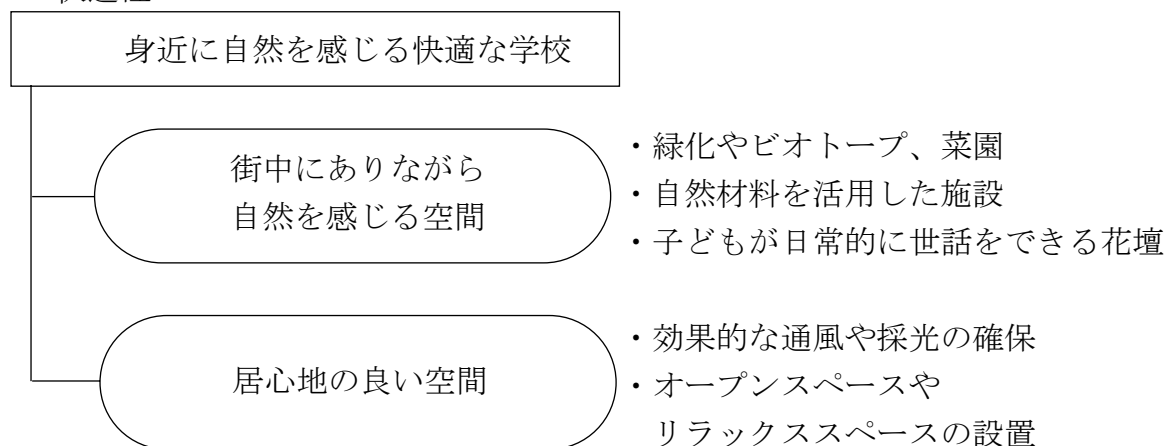 身近に自然を感じる快適な学校
街中にありながら
自然を感じる空間
・緑化やビオトープ、菜園
・自然材料を活用した施設
・子どもが日常的に世話をできる花壇
居心地の良い空間
・効果的な通風や採光の確保
・オープンスペースや
リラックススペースの設置